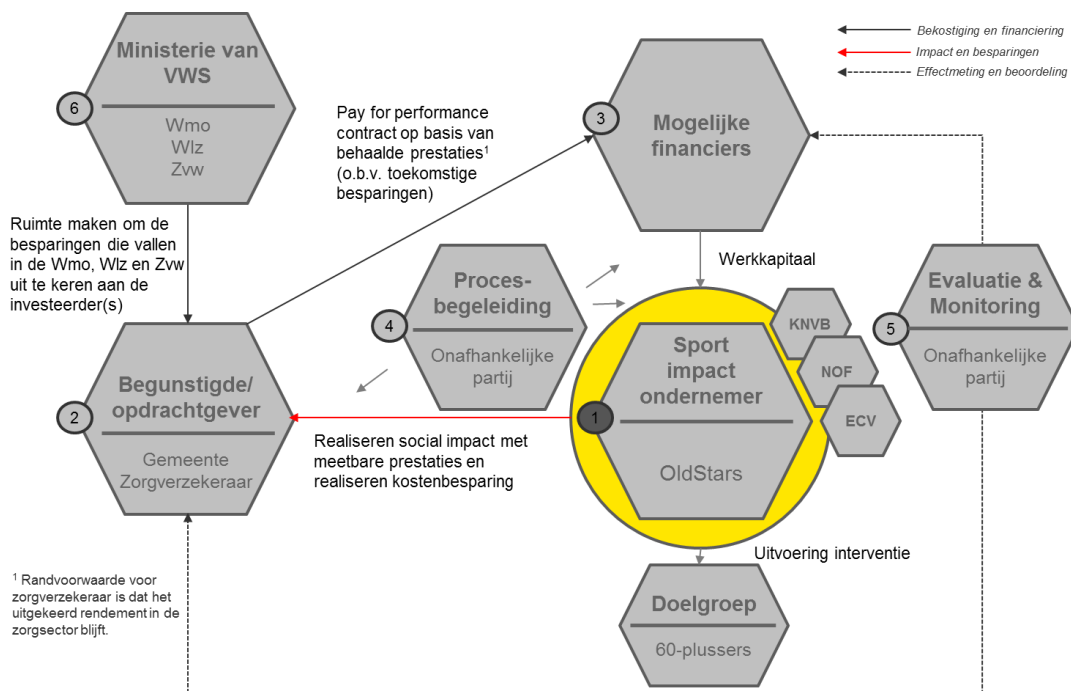 Ministerie van
VWS
6
Wmo
Wlz
Zvw
Pay for performance
contract op basis van
behaalde prestaties¹
(o.b.v. toekomstige
besparingen)
3
Mogelijke
financiers
Bekostiging en financiering
Impact en besparingen
Effectmeting en beoordeling
Ruimte maken om de
besparingen die vallen
in de Wmo, Wlz en Zvw
uit te keren aan de
investeerder(s)
Werkkapitaal
Proces-
begeleiding
4
Onafhankelijke
partij
Evaluatie &
Monitoring
5
Onafhankelijke
partij
KNVB
NOF
ECV
Sport
impact
ondernemer
1
OldStars
Begunstigde/
opdrachtgever
2
Gemeente
Zorgverzekeraar
Realiseren social impact met
meetbare prestaties en
realiseren kostenbesparing
Uitvoering interventie
Doelgroep
60-plussers
¹ Randvoorwaarde voor
zorgverzekeraar is dat het
uitgekeerd rendement in de
zorgsector blijft.